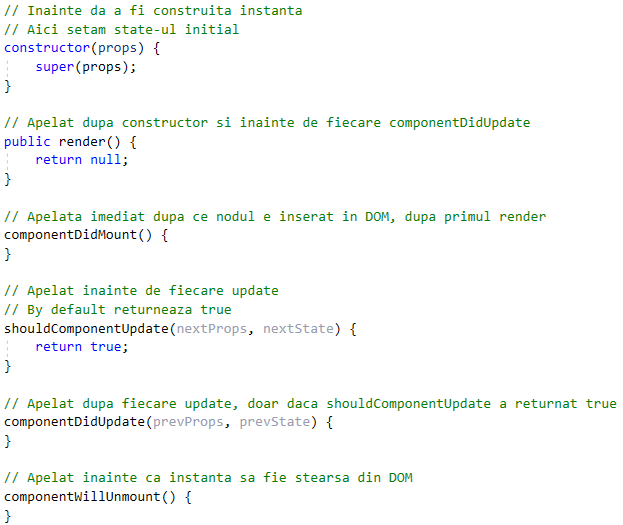 // Inainte da a fi construita instanta
// Aici setam state-ul initial
constructor(props) {
    super(props);
}

// Apelat dupa constructor si inainte de fiecare componentDidUpdate
public render() {
    return null;
}

// Apelata imediat dupa ce nodul e inserat in DOM, dupa primul render
componentDidMount() {
}

// Apelat inainte de fiecare update
// By default returneaza true
shouldComponentUpdate(nextProps, nextState) {
    return true;
}

// Apelat dupa fiecare update, doar daca shouldComponentUpdate a returnat true
componentDidUpdate(prevProps, prevState) {
}

// Apelat inainte ca instanta sa fie stearsa din DOM
componentWillUnmount() {
}